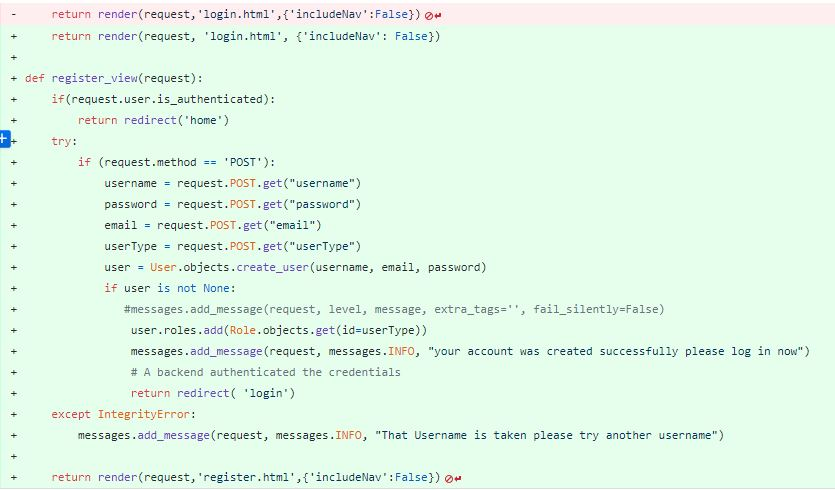 -     return render(request,'login.html',{'includeNav':False})
+     return render(request, 'login.html', {'includeNav': False})
+
+ def register_view(request):
+     if(request.user.is_authenticated):
+         return redirect('home')
+     try:
+         if (request.method == 'POST'):
+             username = request.POST.get("username")
+             password = request.POST.get("password")
+             email = request.POST.get("email")
+             userType = request.POST.get("userType")
+             user = User.objects.create_user(username, email, password)
+             if user is not None:
+                #messages.add_message(request, level, message, extra_tags='', fail_silently=False)
+                 user.roles.add(Role.objects.get(id=userType))
+                 messages.add_message(request, messages.INFO, "your account was created successfully please log in now")
+                 # A backend authenticated the credentials
+                 return redirect( 'login')
+     except IntegrityError:
+         messages.add_message(request, messages.INFO, "That Username is taken please try another username")
+
+     return render(request,'register.html',{'includeNav':False})